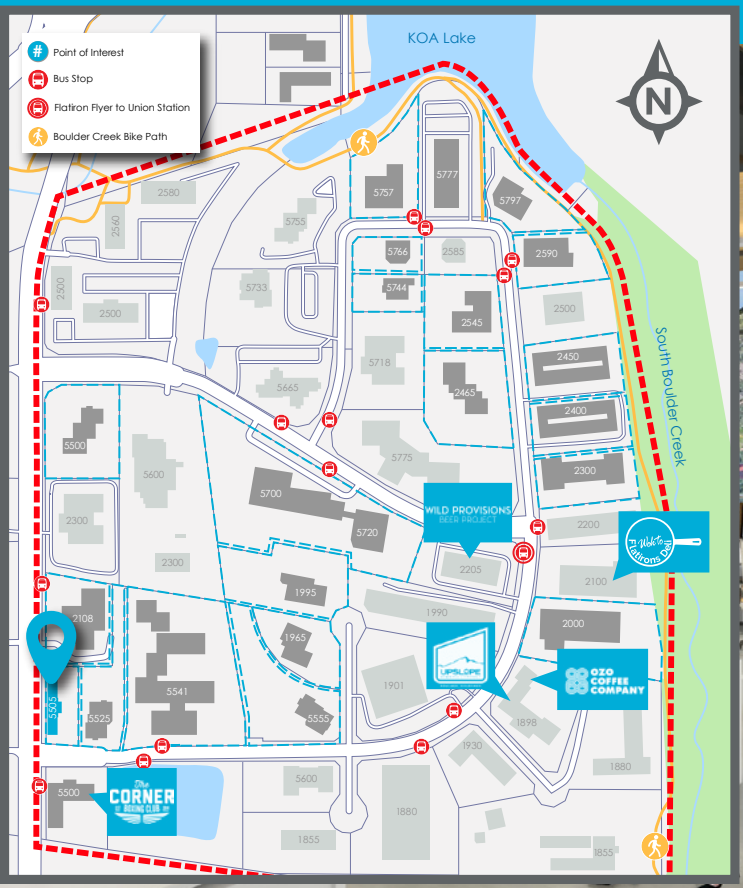 KOA Lake
#
Point of Interest
Bus Stop
Flatiron Flyer to Union Station
Boulder Creek Bike Path
N
2580
2560
2500
2500
5755
5733
5665
5757
5777
5797
5766
2585
2590
5744
2545
2500
5718
2465
2450
2400
2300
5775
2200
2100
South Boulder Creek
5500
5600
2300
2300
5700
5720
WILD PROVISIONS
BEER PROJECT
2205
Wok To
Flatirons Deli
1995
1990
2000
2108
1965
5505
5525
5541
5555
1901
UPSLOPE
OZO
COFFEE
COMPANY
1898
1930
1880
5500
The
CORNER
BOXING CLUB
5600
1880
1855
1855